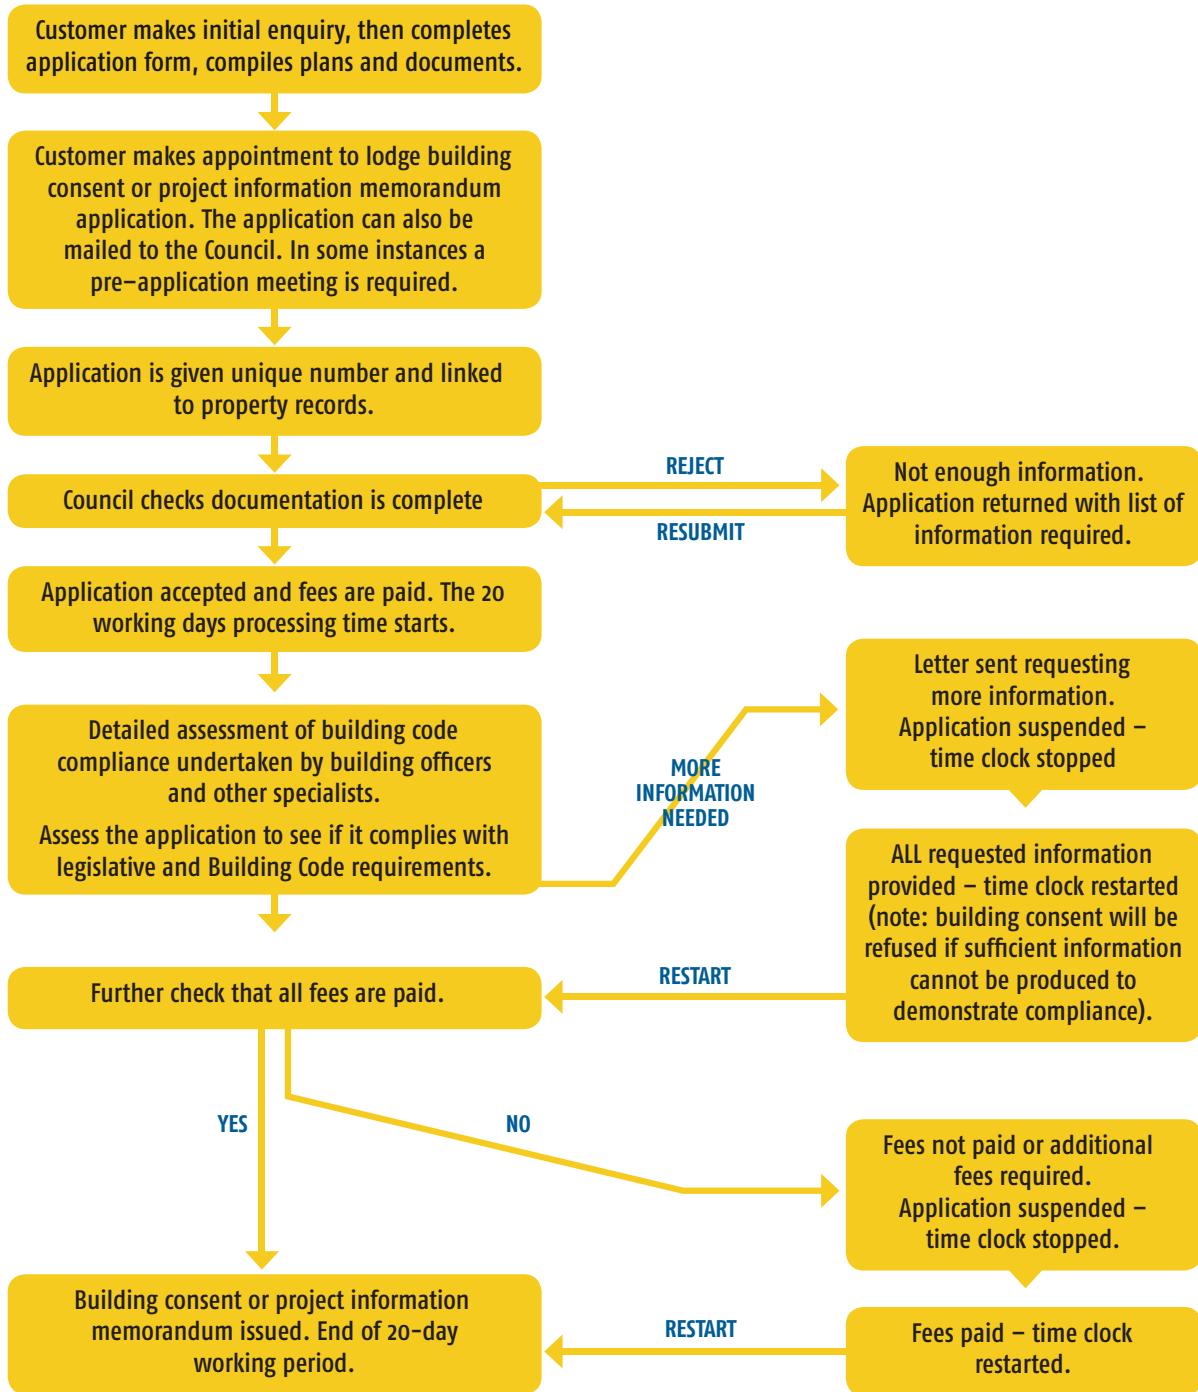 Customer makes initial enquiry, then completes
application form, compiles plans and documents.
Customer makes appointment to lodge building
consent or project information memorandum
application. The application can also be
mailed to the Council. In some instances a
pre–application meeting is required.
Application is given unique number and linked
to property records.
Council checks documentation is complete
REJECT
RESUBMIT
Not enough information.
Application returned with list of
information required.
Application accepted and fees are paid. The 20
working days processing time starts.
Detailed assessment of building code
compliance undertaken by building officers
and other specialists.
Assess the application to see if it complies with
legislative and Building Code requirements.
MORE
INFORMATION
NEEDED
Letter sent requesting
more information.
Application suspended –
time clock stopped
ALL requested information
provided – time clock restarted
(note: building consent will be
refused if sufficient information
cannot be produced to
demonstrate compliance).
RESTART
Further check that all fees are paid.
YES
NO
Fees not paid or additional
fees required.
Application suspended –
time clock stopped.
Fees paid – time clock
restarted.
RESTART
Building consent or project information
memorandum issued. End of 20-day
working period.